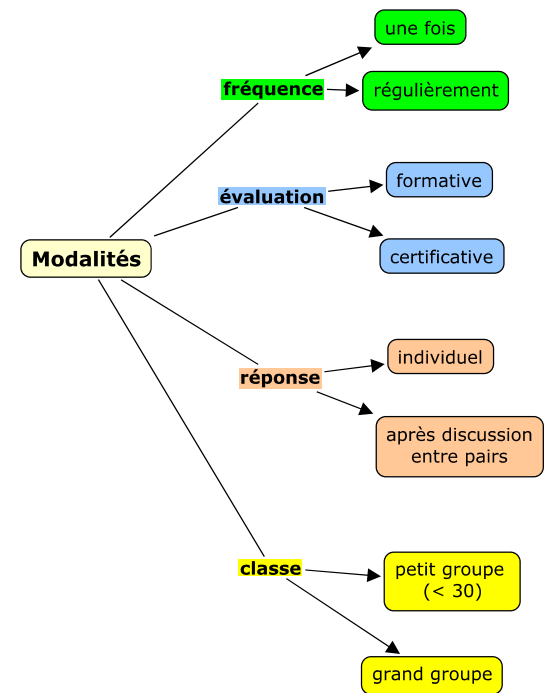 une fois
fréquence
régulièrement
formative
évaluation
certificative
Modalités
individuel
réponse
après discussion
entre pairs
classe
petit groupe
(< 30)
grand groupe